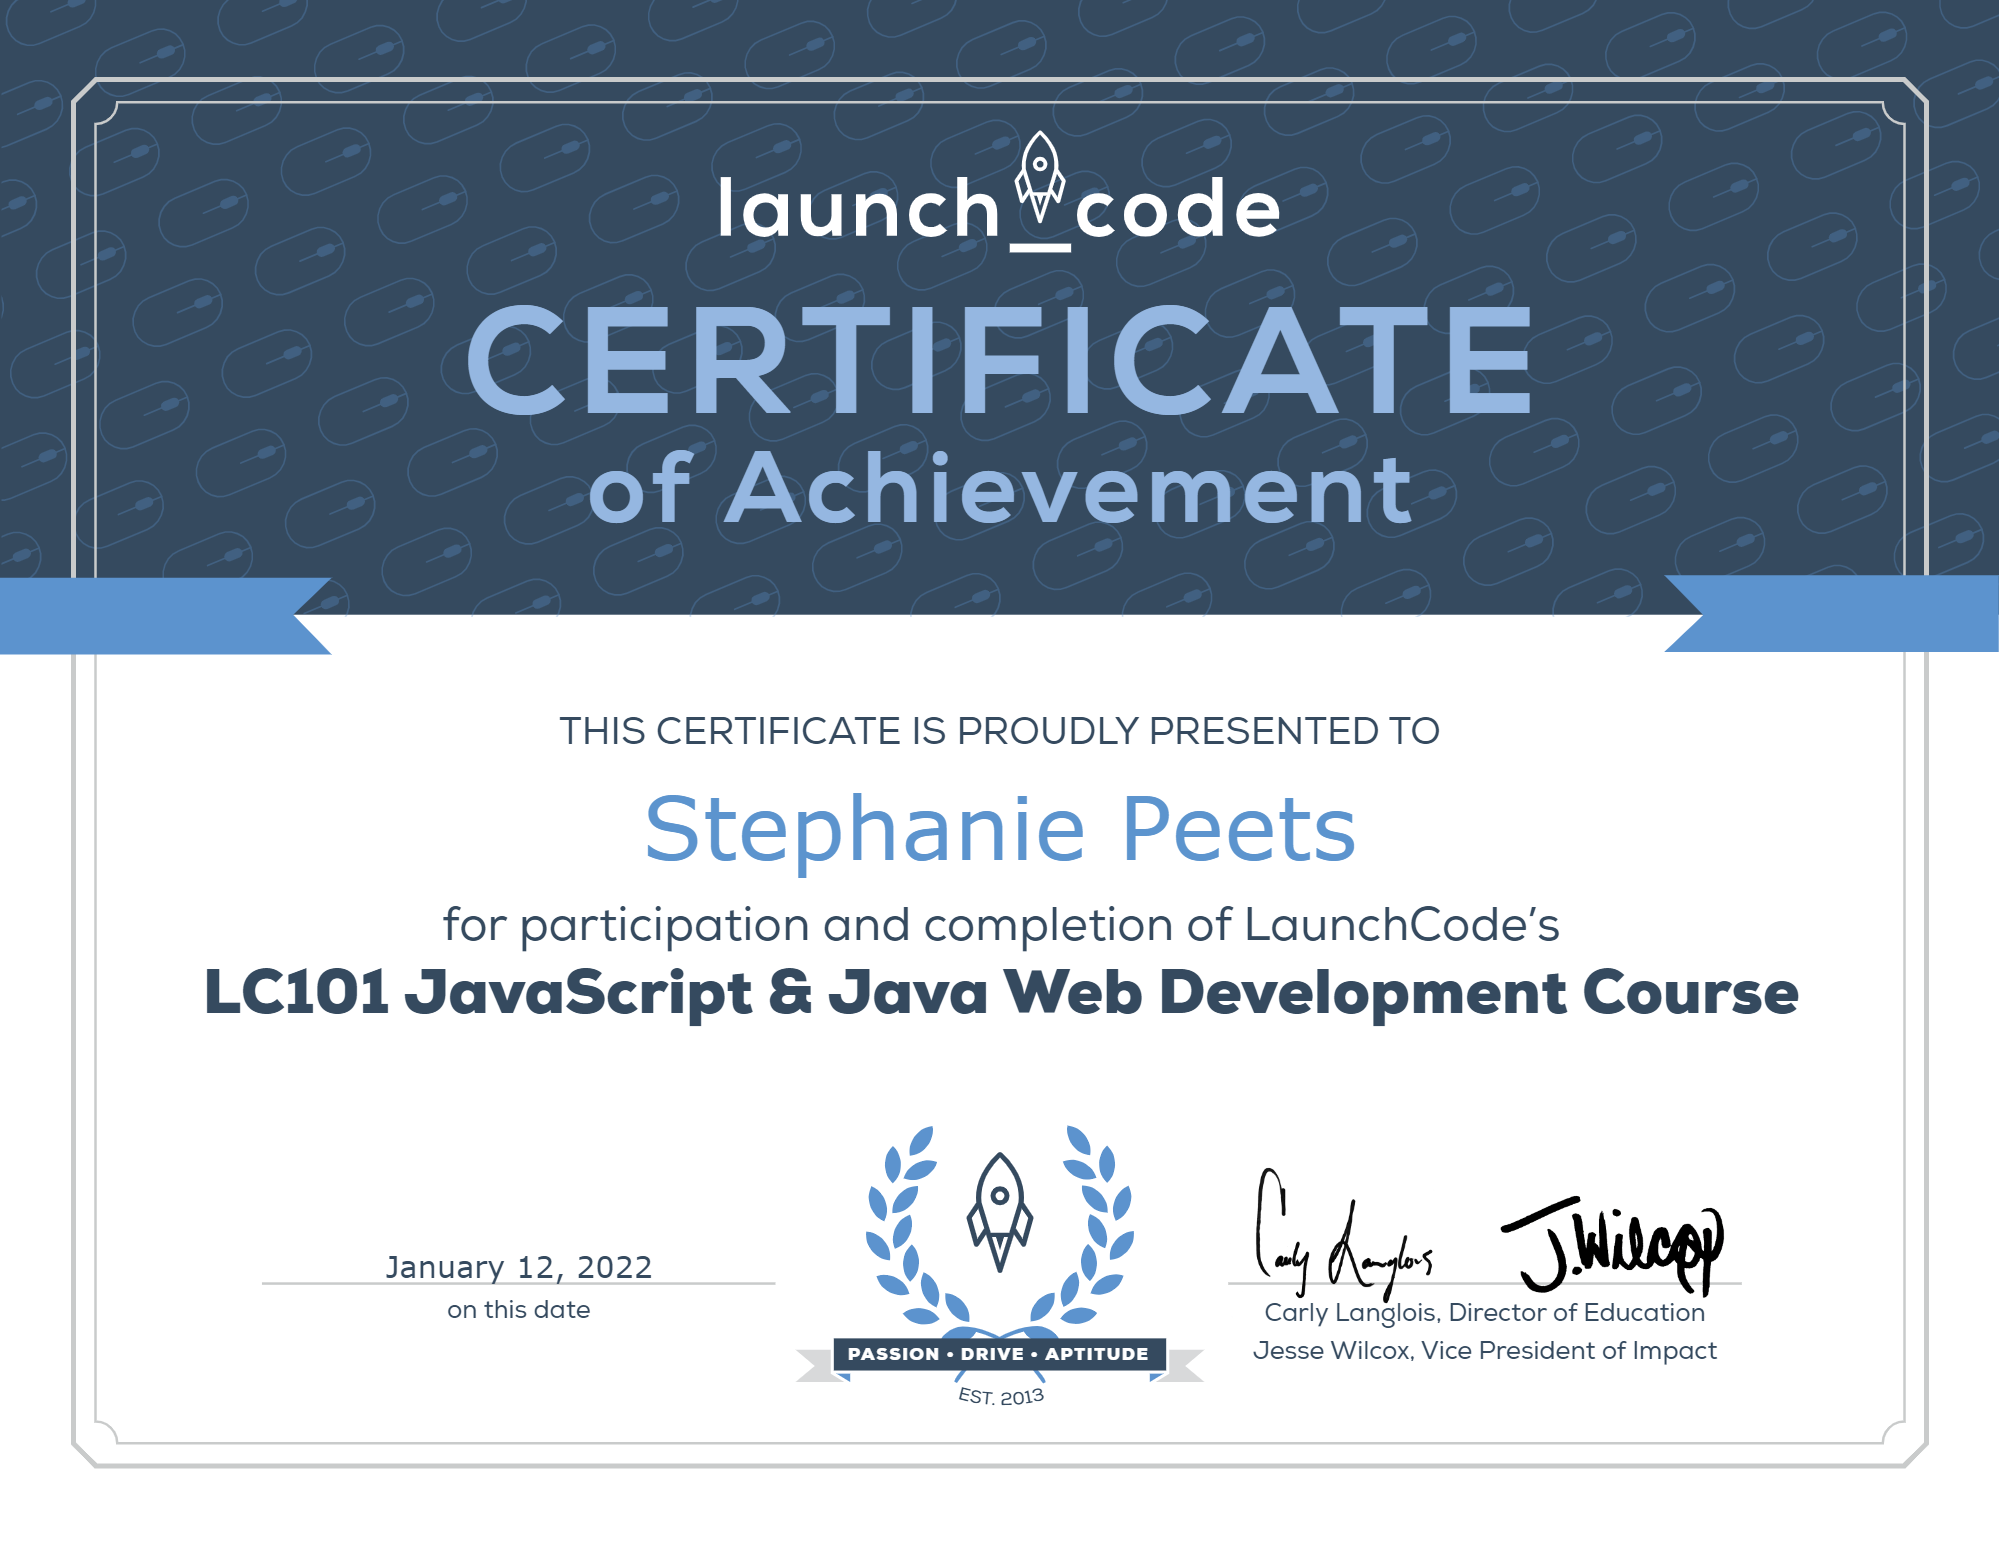 launch_code
CERTIFICATE
of Achievement
THIS CERTIFICATE IS PROUDLY PRESENTED TO
Stephanie Peets
for participation and completion of LaunchCode’s
LC101 JavaScript & Java Web Development Course
January 12, 2022
on this date
PASSION • DRIVE • APTITUDE
EST. 2013
Carly Langlois J. Wilcox
Carly Langlois, Director of Education
Jesse Wilcox, Vice President of Impact